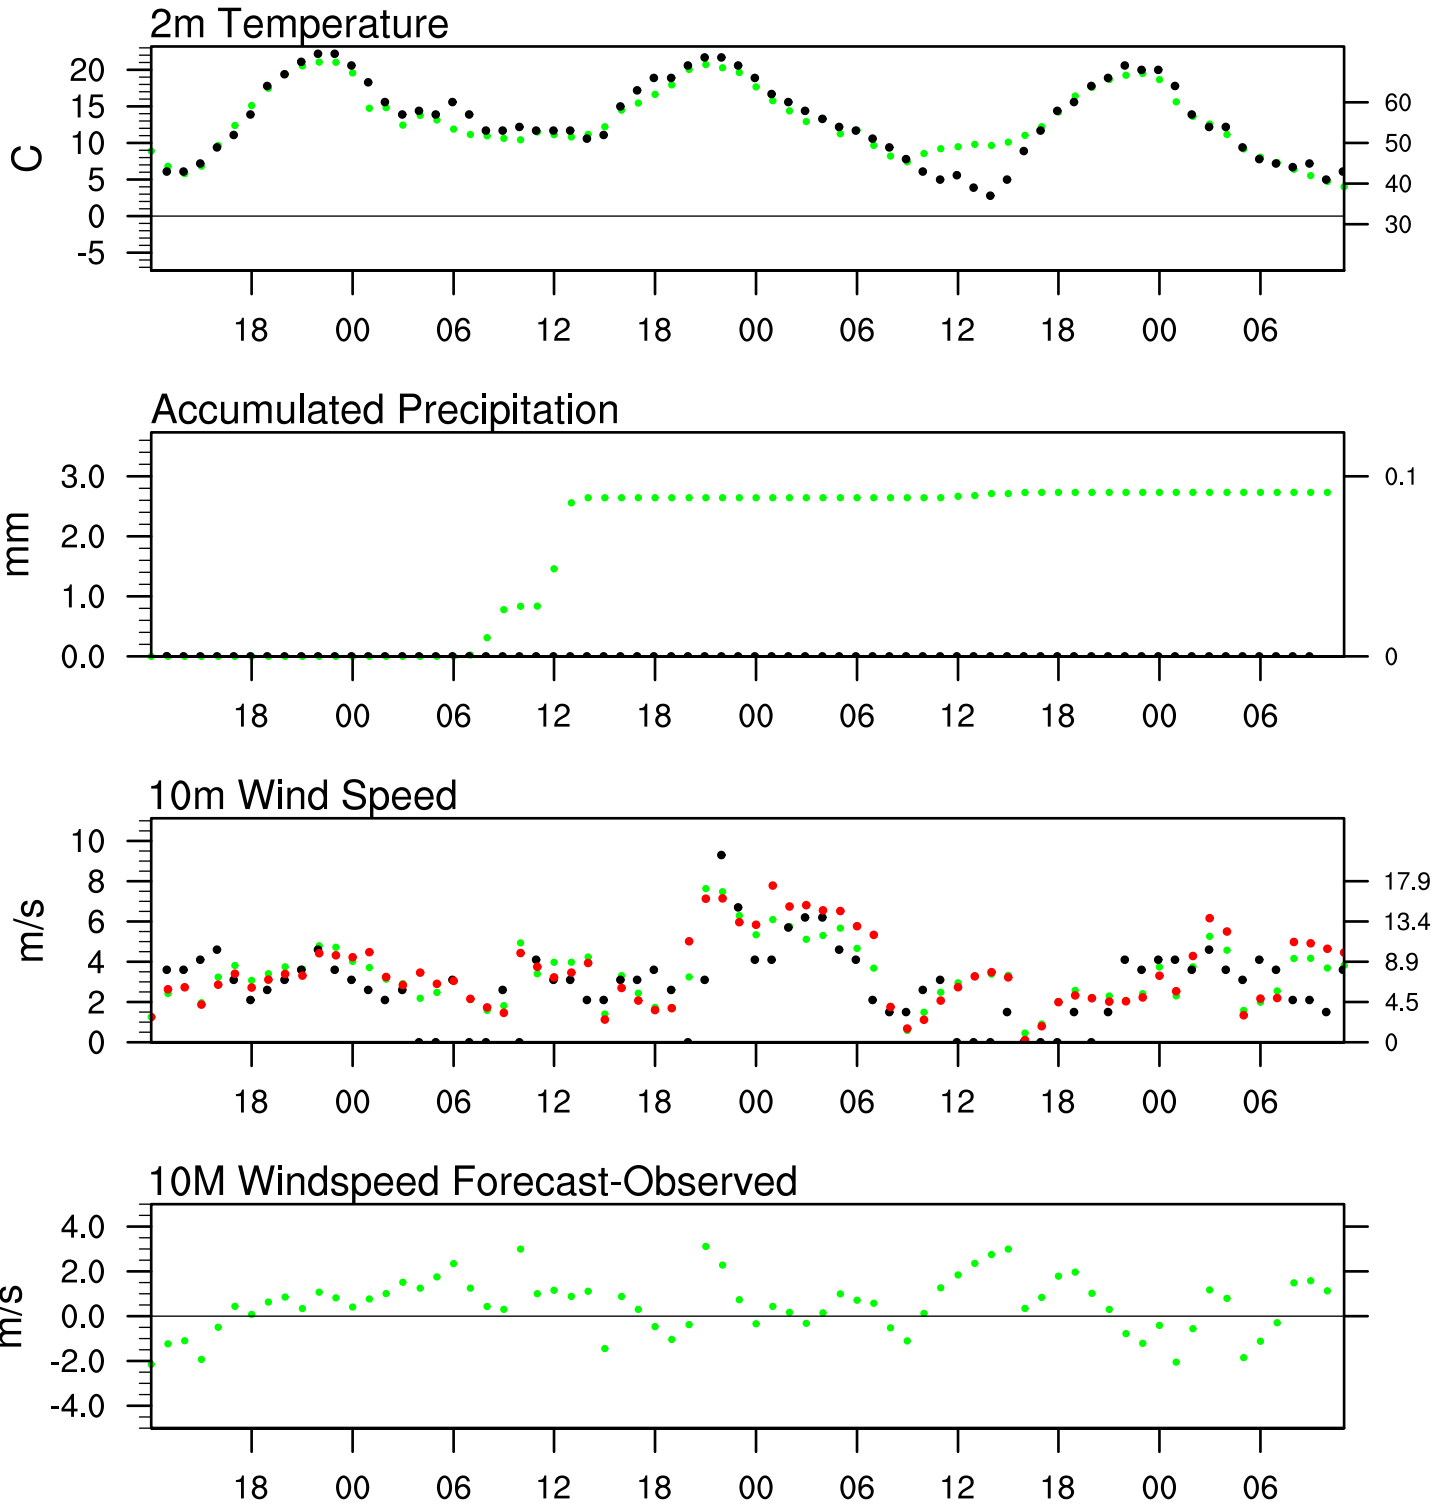 2m Temperature
20
15
10
5
0
-5
C
60
50
40
30
18 00 06 12 18 00 06 12 18 00 06
Accumulated Precipitation
3.0
2.0
1.0
0.0
mm
0.1
0
18 00 06 12 18 00 06 12 18 00 06
10m Wind Speed
10
8
6
4
2
0
m/s
17.9
13.4
8.9
4.5
0
18 00 06 12 18 00 06 12 18 00 06
10M Windspeed Forecast-Observed
4.0
2.0
0.0
-2.0
-4.0
m/s
18 00 06 12 18 00 06 12 18 00 06